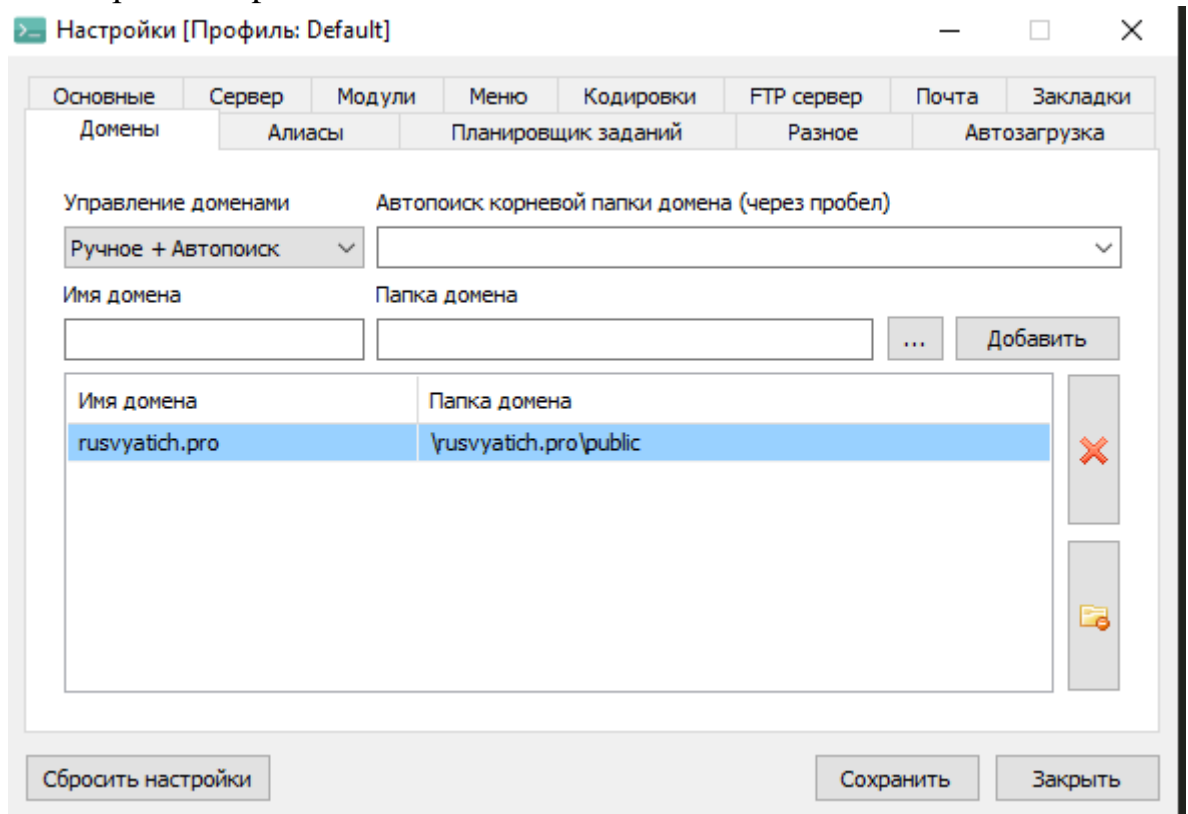 Настройки [Профиль: Default]
Основные Сервер Модули Меню Кодировки FTP сервер Почта Закладки
Домены Алиасы Планировщик заданий Разное Автозагрузка
Управление доменами Автопоиск корневой папки домена (через пробел)
Ручное + Автопоиск
Имя домена Папка домена
... Добавить
Имя домена Папка домена
rusvyatich.pro \rusvyatich.pro\public
Сбросить настройки Сохранить Закрыть